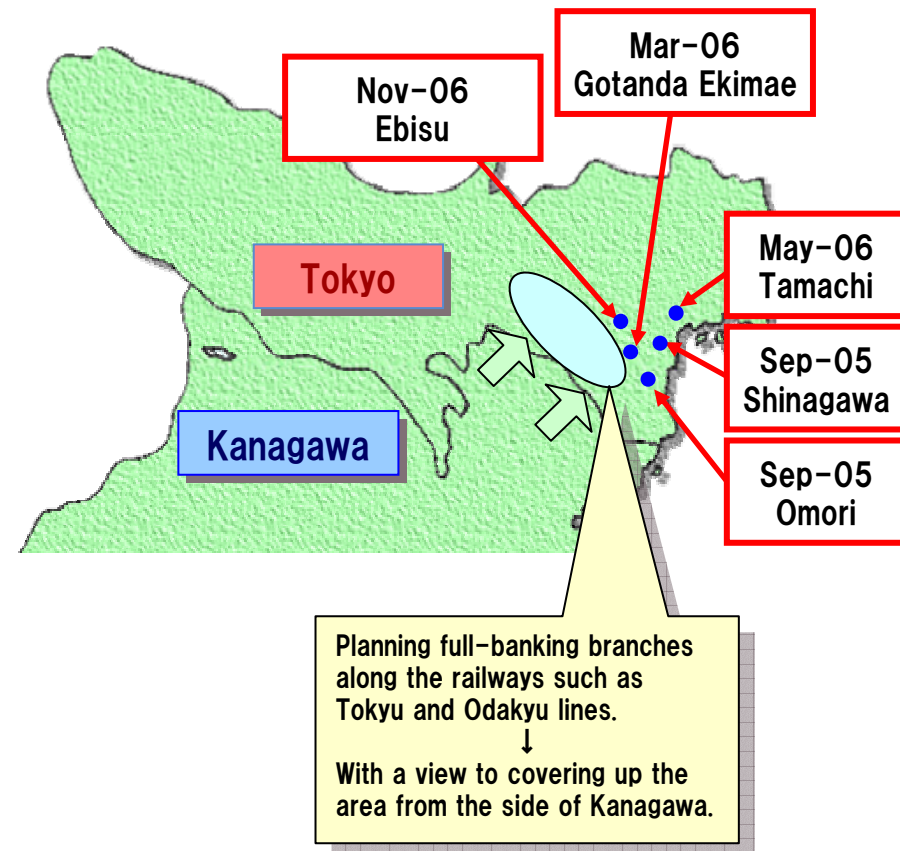 Mar-06
Gotanda Ekimae
Nov-06
Ebisu
May-06
Tamachi
Tokyo
Sep-05
Shinagawa
Kanagawa
Sep-05
Omori
Planning full-banking branches
along the railways such as
Tokyu and Odakyu lines.
↓
With a view to covering up the
area from the side of Kanagawa.